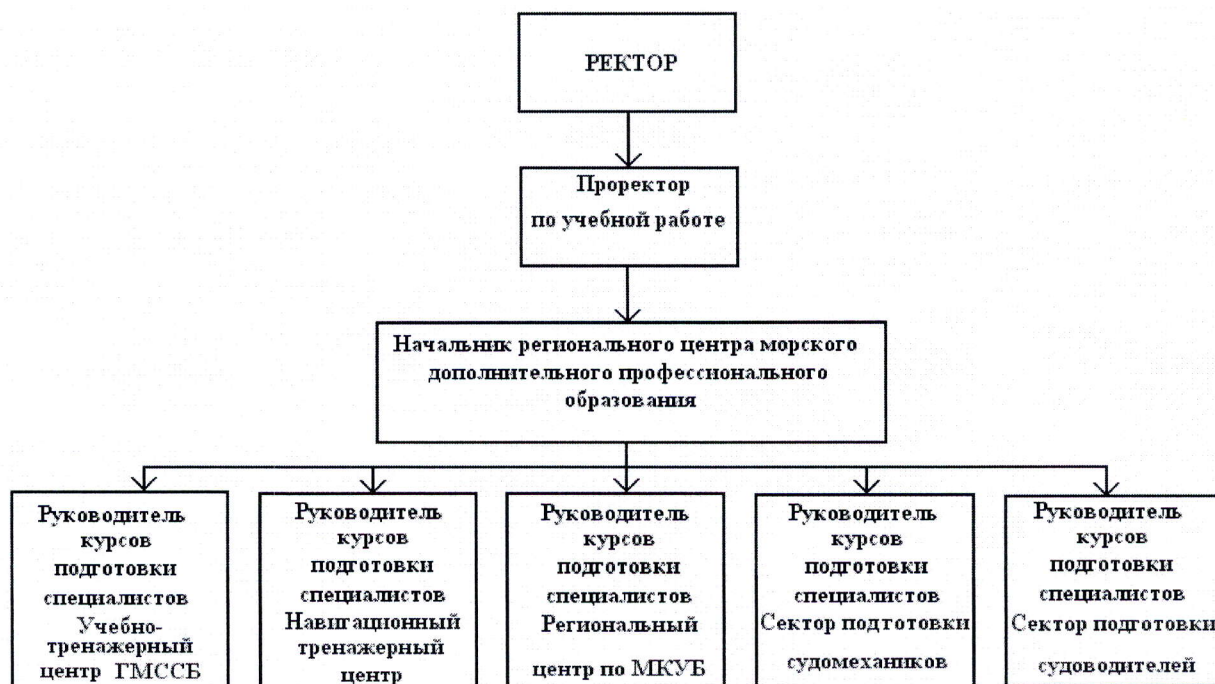 РЕКТОР
Проректор
по учебной работе
Начальник регионального центра морского
дополнительного профессионального
образования
Руководитель
курсов
подготовки
специалистов
Учебно-
тренажерный
центр ГМССБ
Руководитель
курсов
подготовки
специалистов
Навигационный
тренажерный
центр
Руководитель
курсов
подготовки
специалистов
Региональный
центр по МКУБ
Руководитель
курсов
подготовки
специалистов
Сектор подготовки
судомехаников
Руководитель
курсов
подготовки
специалистов
Сектор подготовки
судоводителей